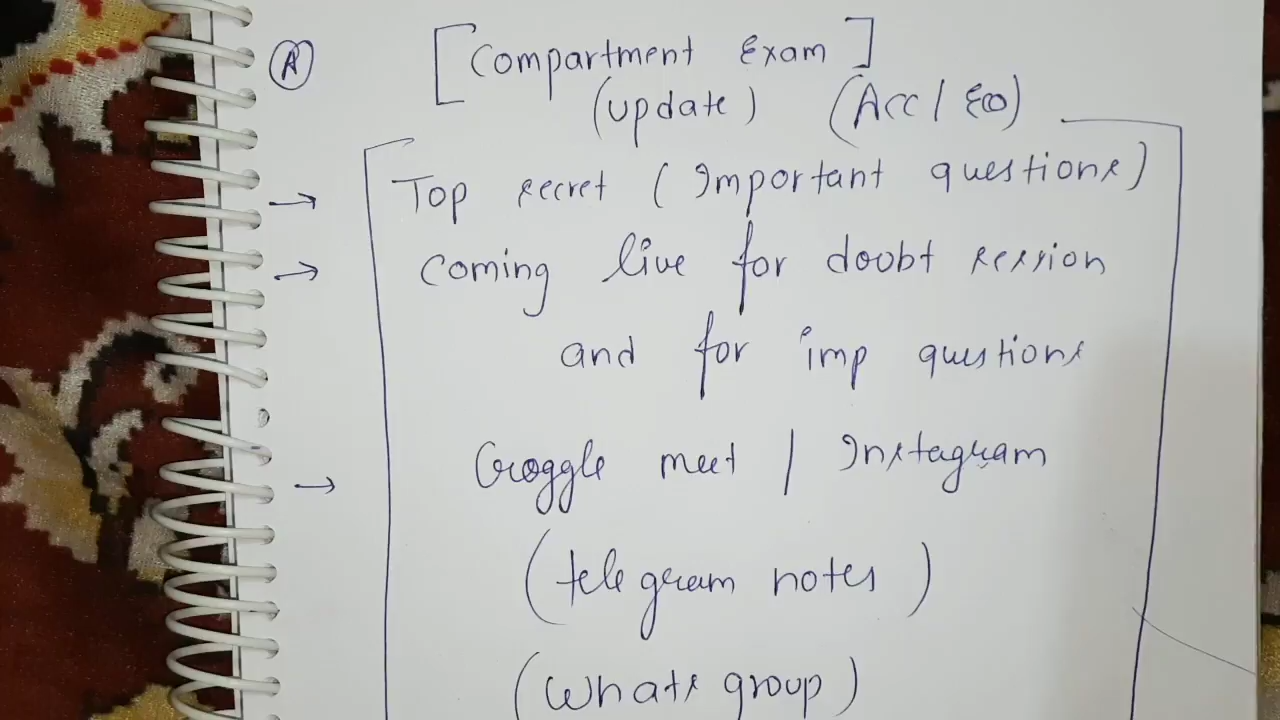 A [Compartment Exam]
(update) (Acc / Eco)
→ Top secret (Important questions)
→ Coming live for doubt session
and for imp questions
→ Goggle meet / Instagram
(telegram notes)
(Whats group)